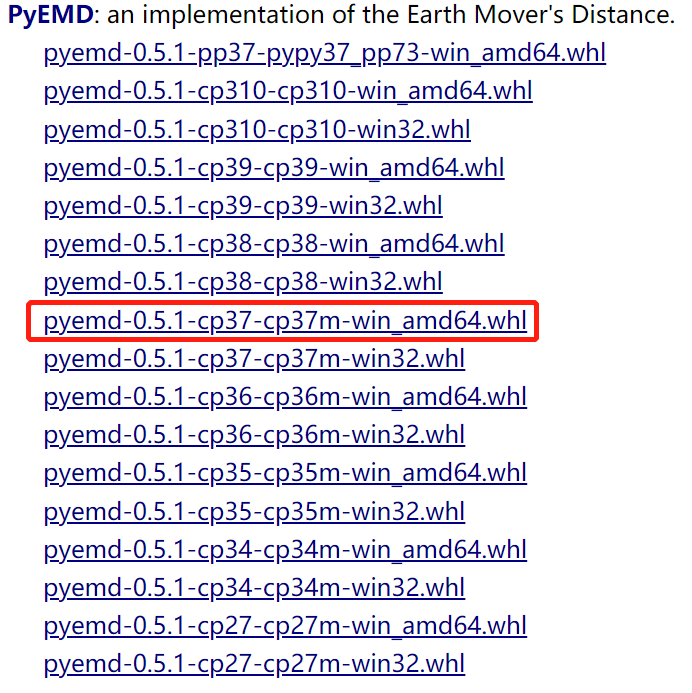 PyEMD: an implementation of the Earth Mover's Distance.
pyemd-0.5.1-pp37-pypy37_pp73-win_amd64.whl
pyemd-0.5.1-cp310-cp310-win_amd64.whl
pyemd-0.5.1-cp310-cp310-win32.whl
pyemd-0.5.1-cp39-cp39-win_amd64.whl
pyemd-0.5.1-cp39-cp39-win32.whl
pyemd-0.5.1-cp38-cp38-win_amd64.whl
pyemd-0.5.1-cp38-cp38-win32.whl
pyemd-0.5.1-cp37-cp37m-win_amd64.whl
pyemd-0.5.1-cp37-cp37m-win32.whl
pyemd-0.5.1-cp36-cp36m-win_amd64.whl
pyemd-0.5.1-cp36-cp36m-win32.whl
pyemd-0.5.1-cp35-cp35m-win_amd64.whl
pyemd-0.5.1-cp35-cp35m-win32.whl
pyemd-0.5.1-cp34-cp34m-win_amd64.whl
pyemd-0.5.1-cp34-cp34m-win32.whl
pyemd-0.5.1-cp27-cp27m-win_amd64.whl
pyemd-0.5.1-cp27-cp27m-win32.whl